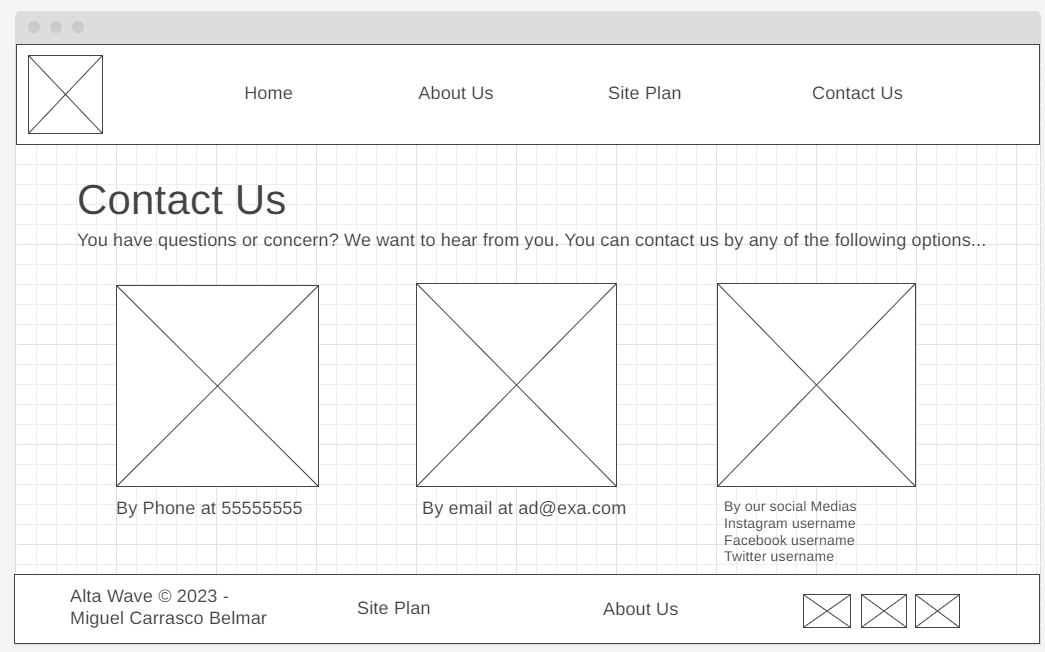 Home
About Us
Site Plan
Contact Us
Contact Us
You have questions or concern? We want to hear from you. You can contact us by any of the following options...
By Phone at 55555555
By email at ad@exa.com
By our social Medias
Instagram username
Facebook username
Twitter username
Alta Wave © 2023 -
Miguel Carrasco Belmar
Site Plan
About Us